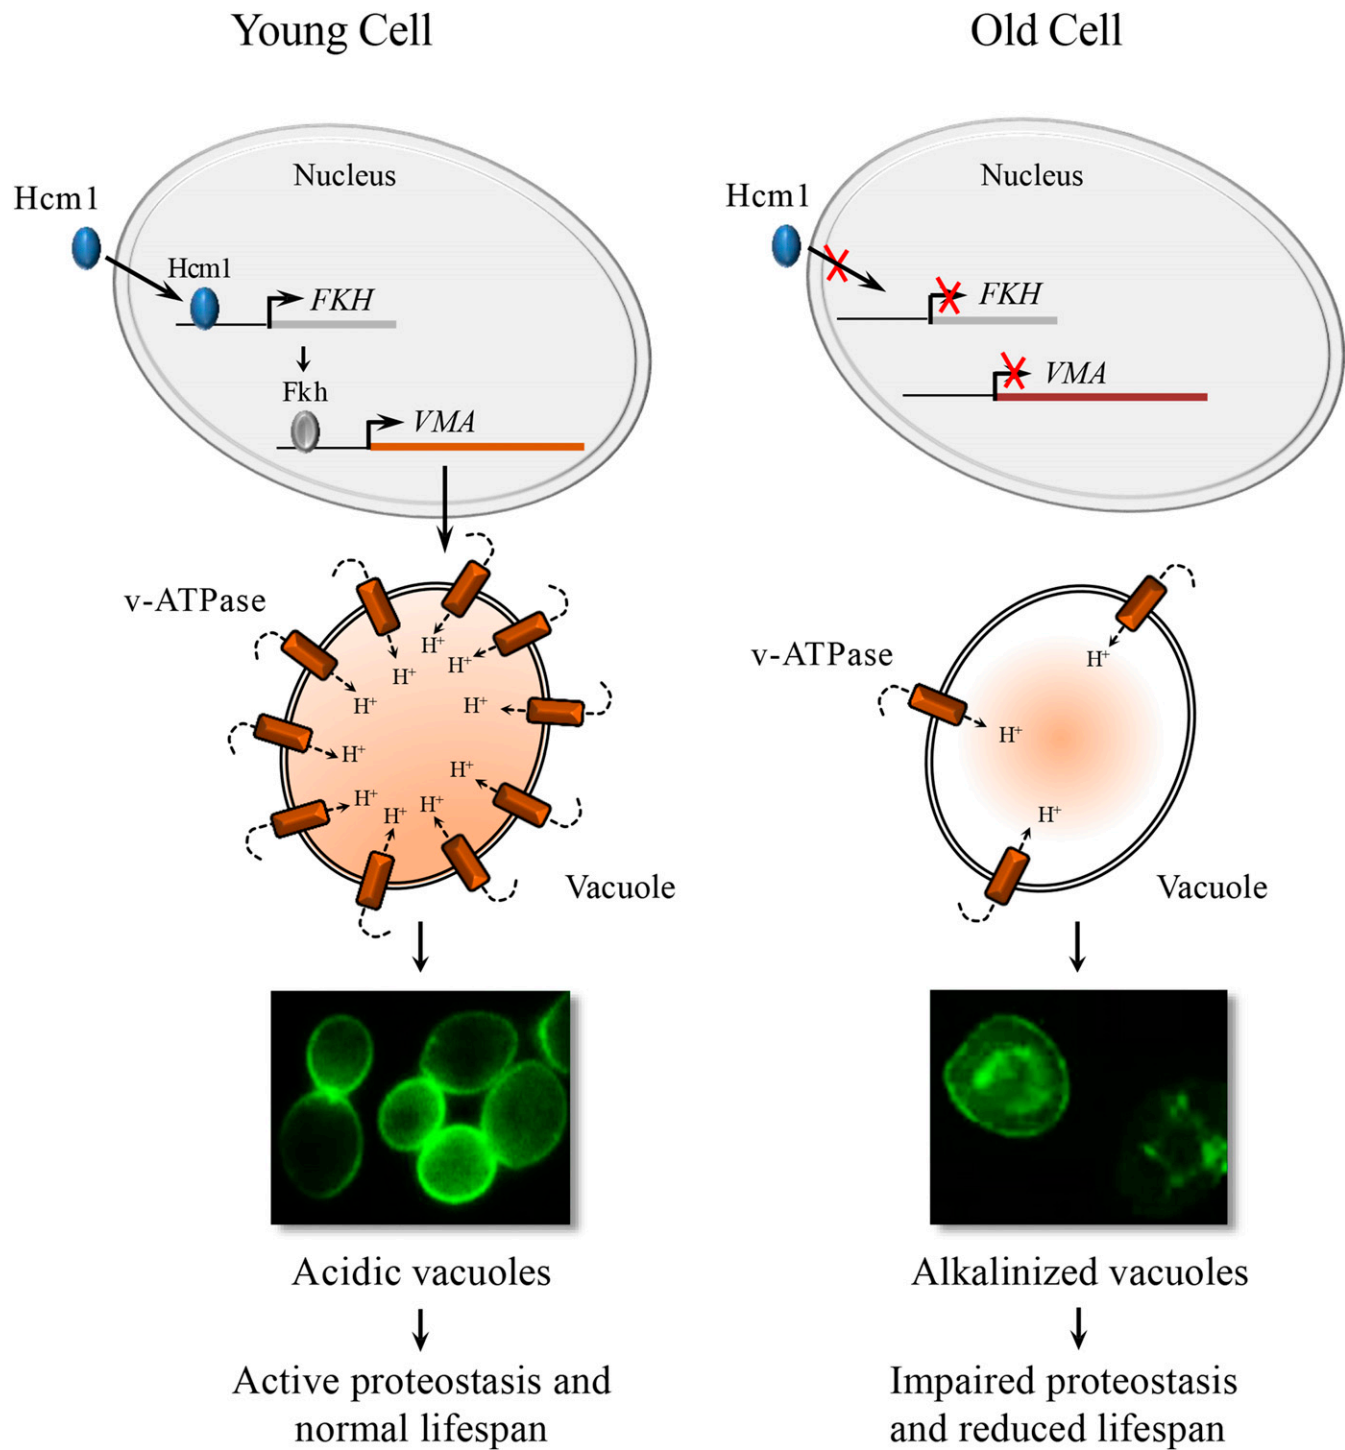 Young Cell
Old Cell
Nucleus
Hcm1
Hcm1
FKH
Fkh
VMA
Nucleus
Hcm1
FKH
VMA
v-ATPase
H+
H+
H+
H+
H+
H+
H+
H+
H+
H+
Vacuole
v-ATPase
H+
H+
H+
Vacuole
Acidic vacuoles
Active proteostasis and
normal lifespan
Alkalinized vacuoles
Impaired proteostasis
and reduced lifespan